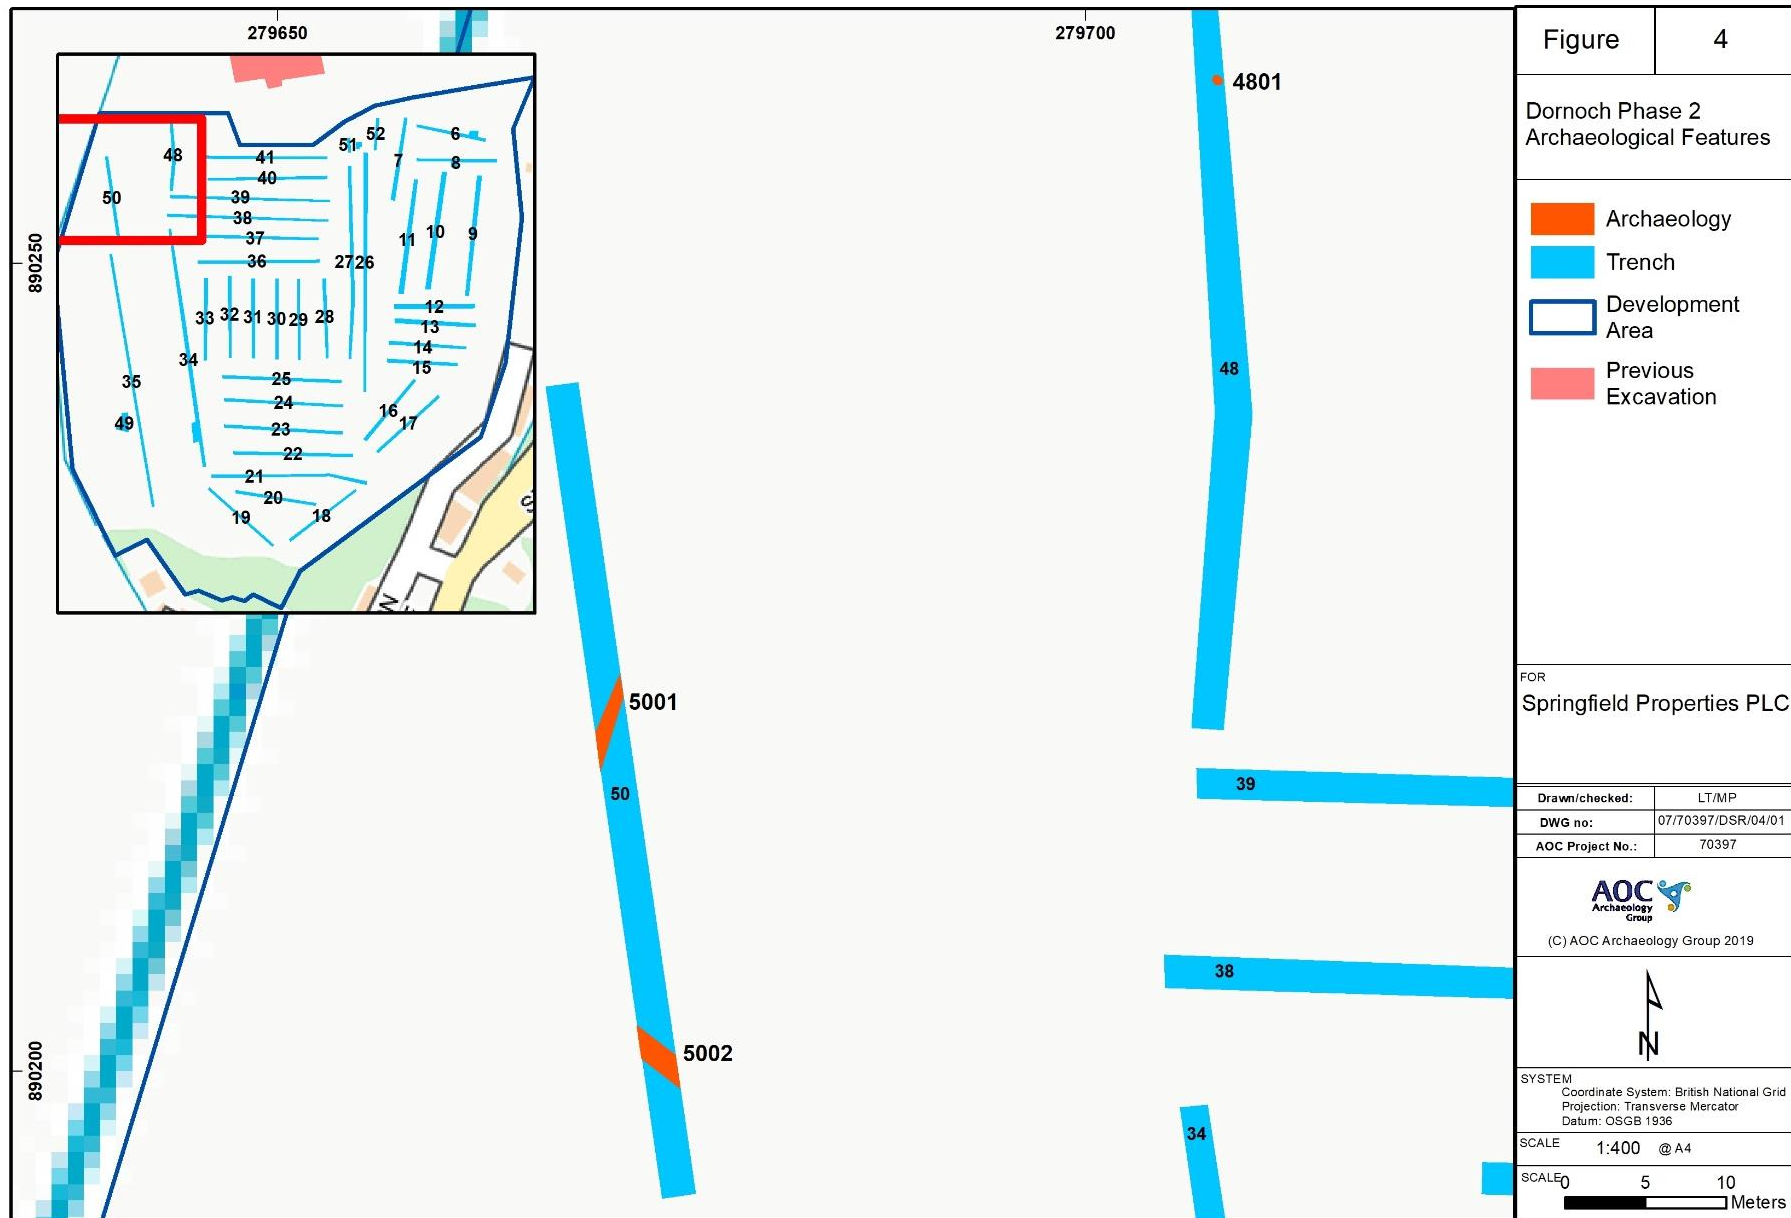 279650
279700
890250
890200
48
50
41
40
39
38
37
36
51
52
7
6
8
11
10
9
27
26
12
13
14
15
33
32
31
30
29
28
34
35
49
25
24
23
22
21
20
19
18
16
17
4801
48
5001
50
5002
39
38
34
Figure 4
Dornoch Phase 2
Archaeological Features
Archaeology
Trench
Development
Area
Previous
Excavation
FOR
Springfield Properties PLC
Drawn/checked: LT/MP
DWG no: 07/70397/DSR/04/01
AOC Project No.: 70397
AOC
Archaeology
Group
(C) AOC Archaeology Group 2019
N
SYSTEM
Coordinate System: British National Grid
Projection: Transverse Mercator
Datum: OSGB 1936
SCALE 1:400 @ A4
SCALE 0 5 10
Meters